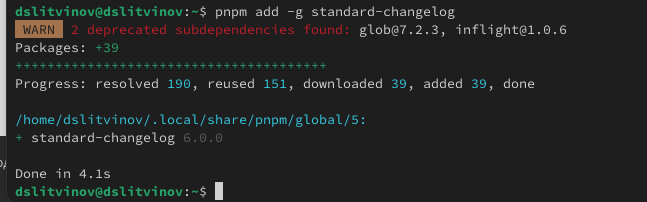 dslitvinov@dslitvinov:~$ pnpm add -g standard-changelog
WARN 2 deprecated subdependencies found: glob@7.2.3, inflight@1.0.6
Packages: +39
+++++++++++++++++++++++++++++++++++++++
Progress: resolved 190, reused 151, downloaded 39, added 39, done
/home/dslitvinov/.local/share/pnpm/global/5:
+ standard-changelog 6.0.0
Done in 4.1s
dslitvinov@dslitvinov:~$